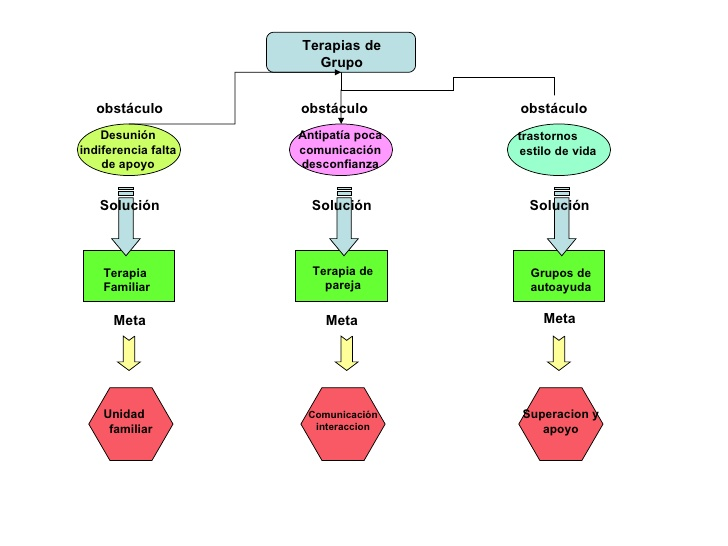 Terapias de
Grupo
obstáculo
obstáculo
obstáculo
Desunión
indiferencia falta
de apoyo
Antipatía poca
comunicación
desconfianza
trastornos
estilo de vida
Solución
Solución
Solución
Terapia
Familiar
Terapia de
pareja
Grupos de
autoayuda
Meta
Meta
Meta
Unidad
familiar
Comunicación
interaccion
Superacion y
apoyo